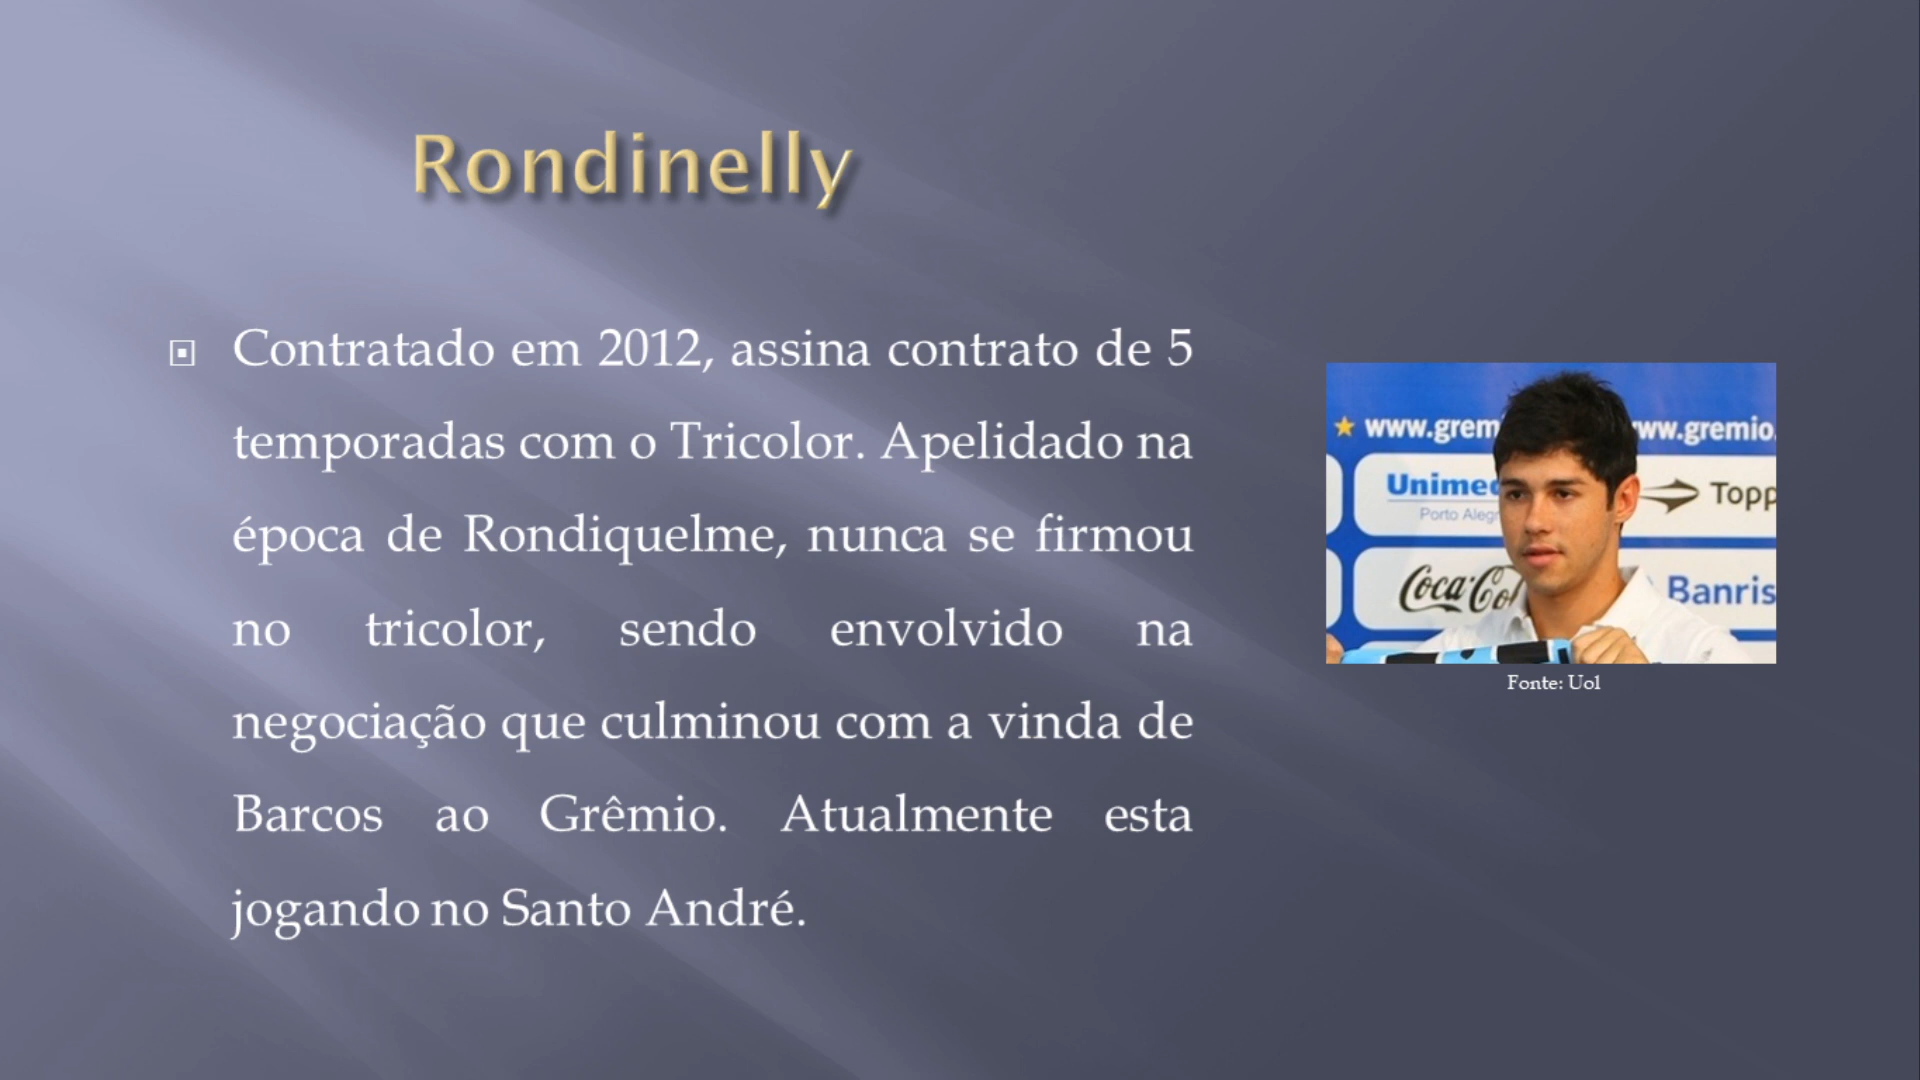 Rondinelly
Contratado em 2012, assina contrato de 5
temporadas com o Tricolor. Apelidado na
época de Rondiquelme, nunca se firmou
no tricolor, sendo envolvido na
negociação que culminou com a vinda de
Barcos ao Grêmio. Atualmente esta
jogando no Santo André.
www.grem
ww.gremio.
Unimed
Topp
Porto Alegr
Coca-Col
Banris
Fonte: Uol